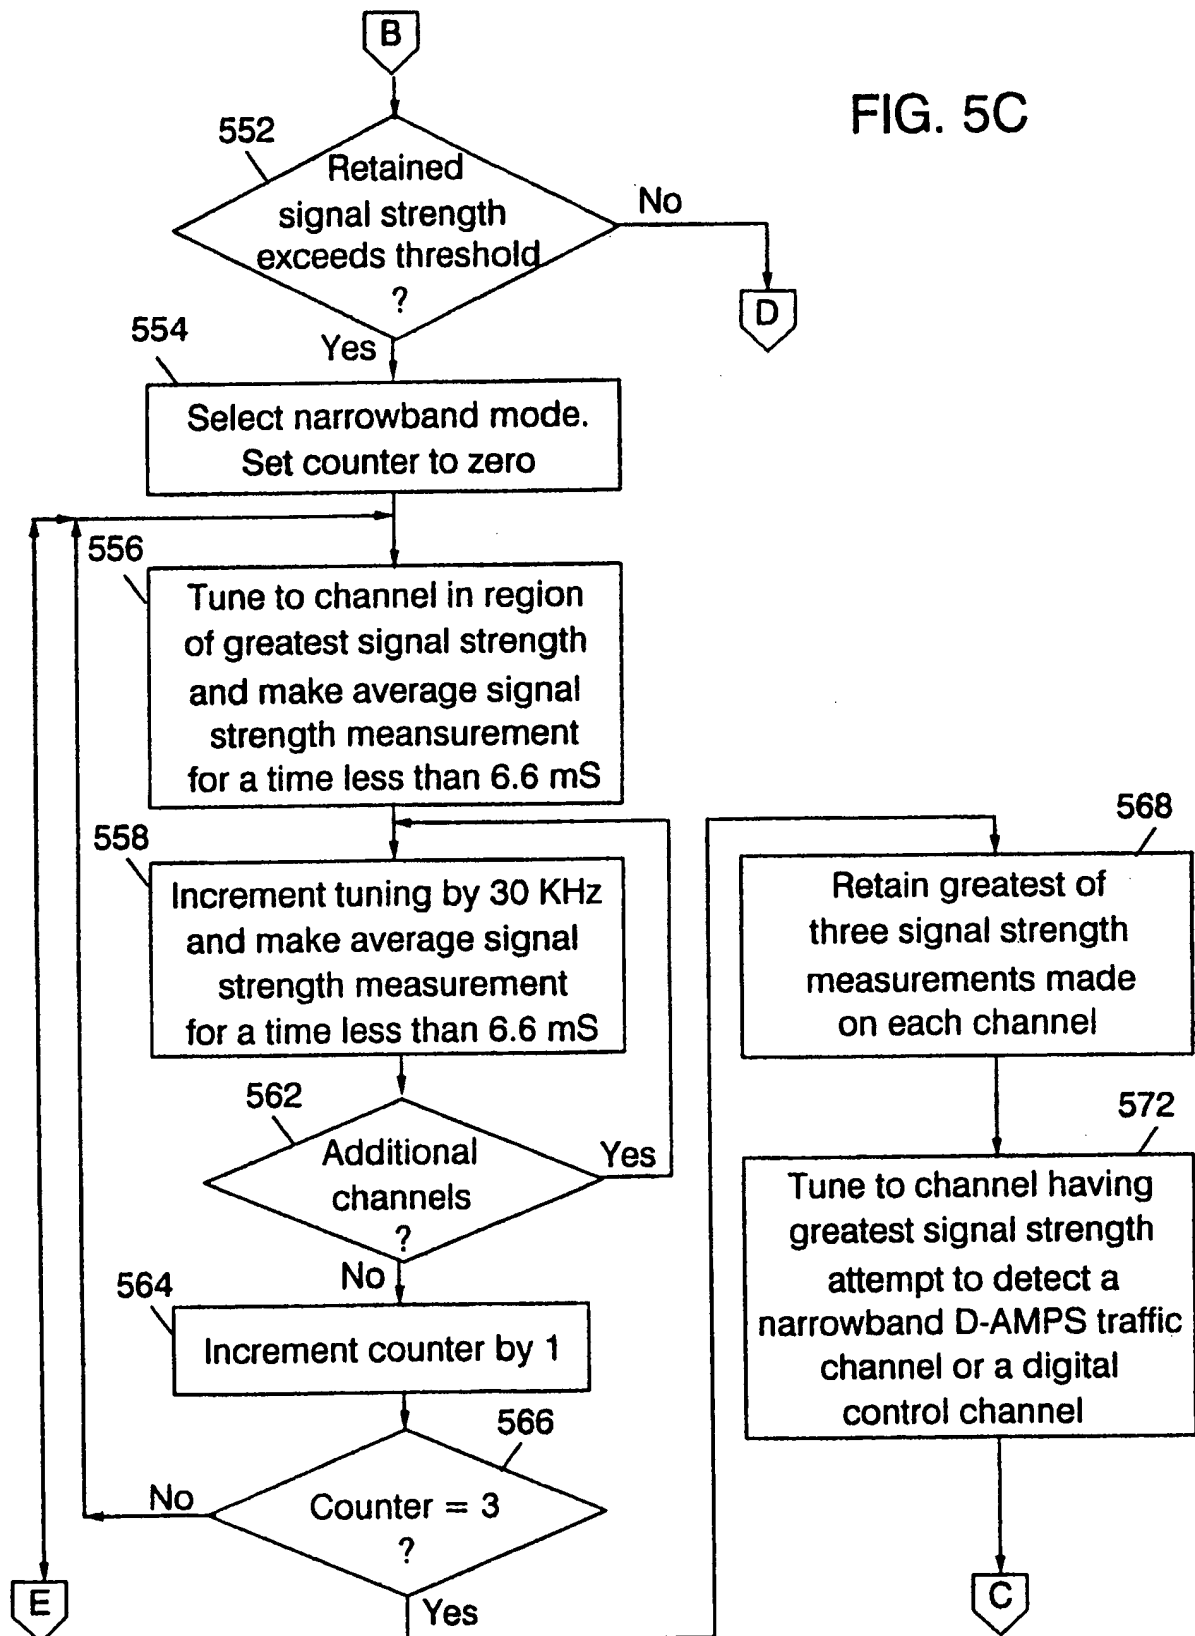 B
FIG. 5C
552
Retained
signal strength
exceeds threshold
?
No
D
Yes
554
Select narrowband mode.
Set counter to zero
556
Tune to channel in region
of greatest signal strength
and make average signal
strength meansurement
for a time less than 6.6 mS
558
Increment tuning by 30 KHz
and make average signal
strength measurement
for a time less than 6.6 mS
562
Additional
channels
?
Yes
No
564
Increment counter by 1
566
Counter = 3
?
No
Yes
E
568
Retain greatest of
three signal strength
measurements made
on each channel
572
Tune to channel having
greatest signal strength
attempt to detect a
narrowband D-AMPS traffic
channel or a digital
control channel
C